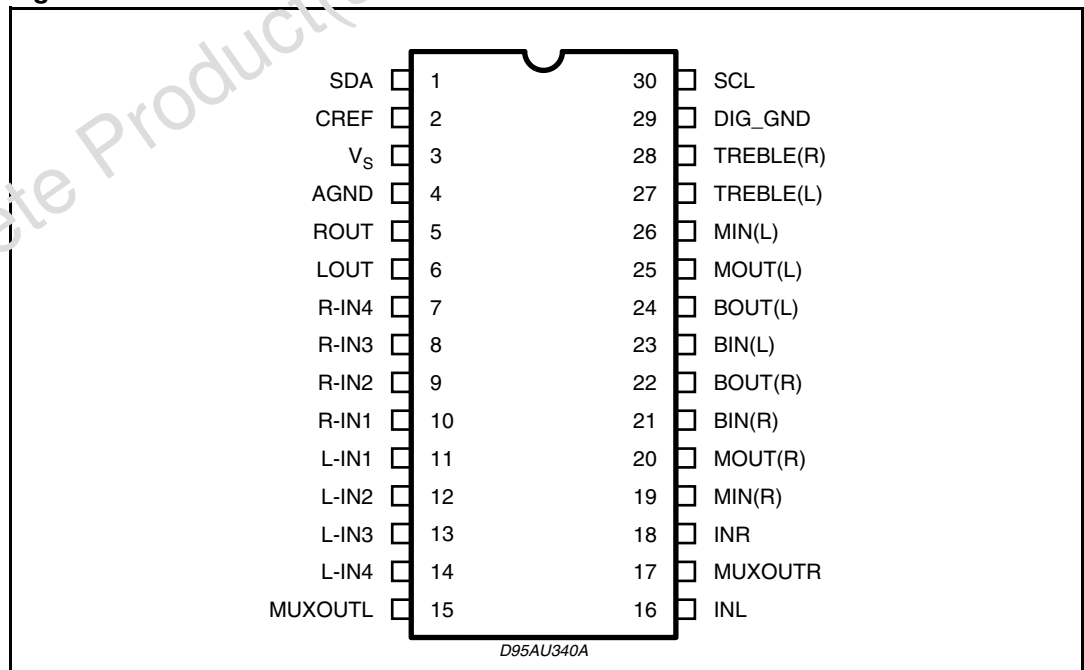 SDA 1 30 SCL
CREF 2 29 DIG_GND
VS 3 28 TREBLE(R)
AGND 4 27 TREBLE(L)
ROUT 5 26 MIN(L)
LOUT 6 25 MOUT(L)
R-IN4 7 24 BOUT(L)
R-IN3 8 23 BIN(L)
R-IN2 9 22 BOUT(R)
R-IN1 10 21 BIN(R)
L-IN1 11 20 MOUT(R)
L-IN2 12 19 MIN(R)
L-IN3 13 18 INR
L-IN4 14 17 MUXOUTR
MUXOUTL 15 16 INL
D95AU340A